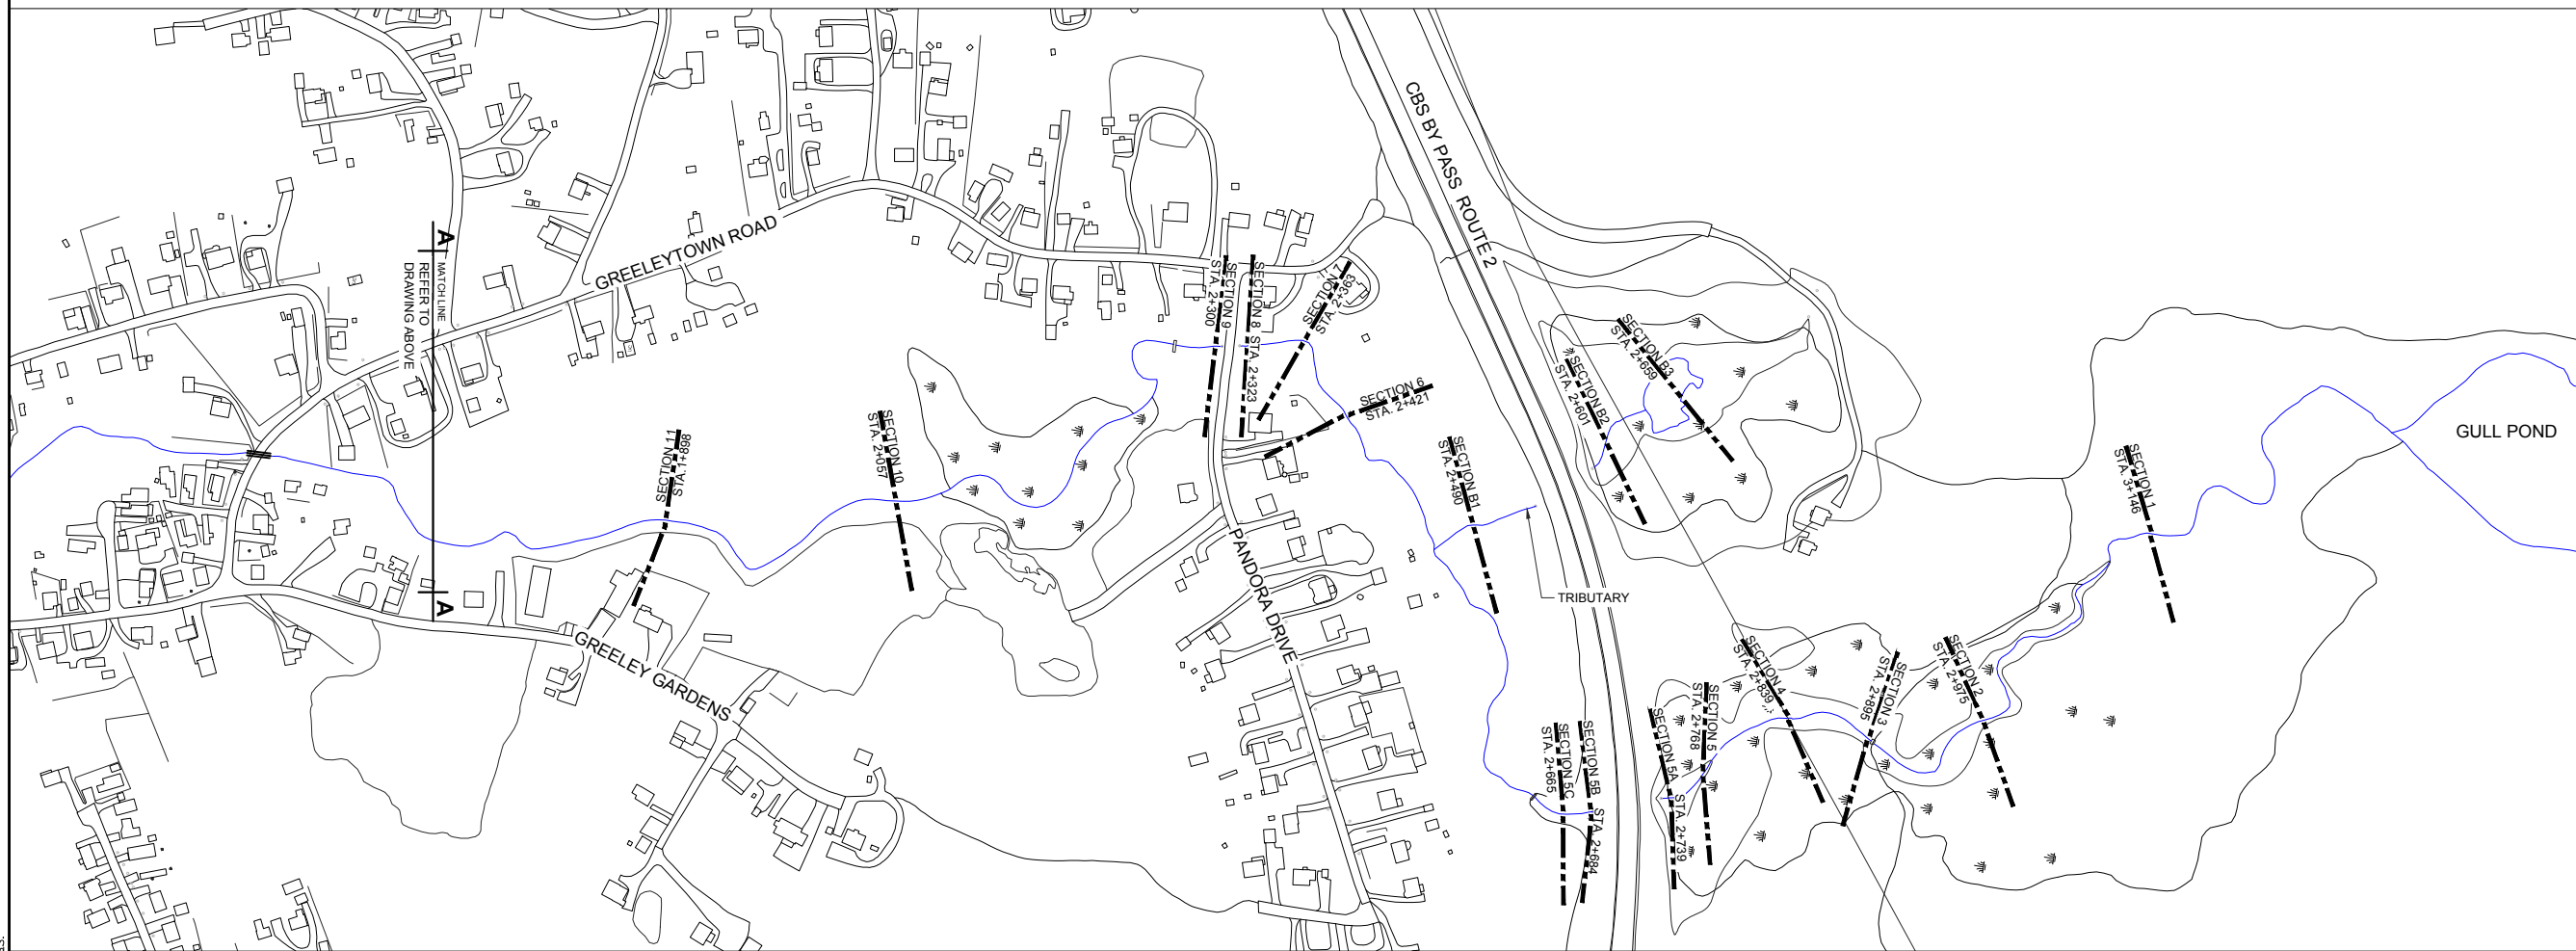 CBS BY PASS ROUTE 2
GREELEYTOWN ROAD
A
MATCH LINE
REFER TO
DRAWING ABOVE
A
SECTION 11
STA.1+898
SECTION 10
STA. 2+057
SECTION 9
STA. 2+300
SECTION 8 STA. 2+323
SECTION 7
STA. 2+363
SECTION 6
STA. 2+421
SECTION B1
STA. 2+490
SECTION B2
STA. 2+601
SECTION B3
STA. 2+659
TRIBUTARY
PANDORA DRIVE
GREELEY GARDENS
SECTION 5C
STA. 2+665
SECTION 5B STA. 2+684
SECTION 5A STA. 2+739
SECTION 5
STA. 2+768
SECTION 4
STA. 2+839
SECTION 3
STA. 2+895
SECTION 2
STA. 2+975
SECTION 1
STA. 3+146
GULL POND